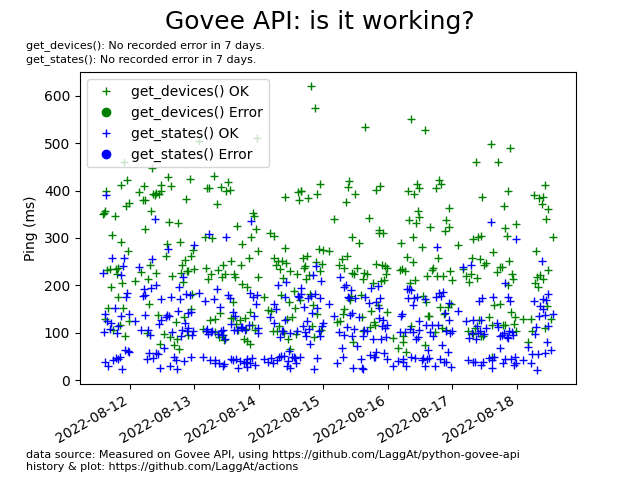 Govee API: is it working?
get_devices(): No recorded error in 7 days.
get_states(): No recorded error in 7 days.
get_devices() OK
get_devices() Error
get_states() OK
get_states() Error
Ping (ms)
600
500
400
300
200
100
0
2022-08-12
2022-08-13
2022-08-14
2022-08-15
2022-08-16
2022-08-17
2022-08-18
data source: Measured on Govee API, using https://github.com/LaggAt/python-govee-api
history & plot: https://github.com/LaggAt/actions